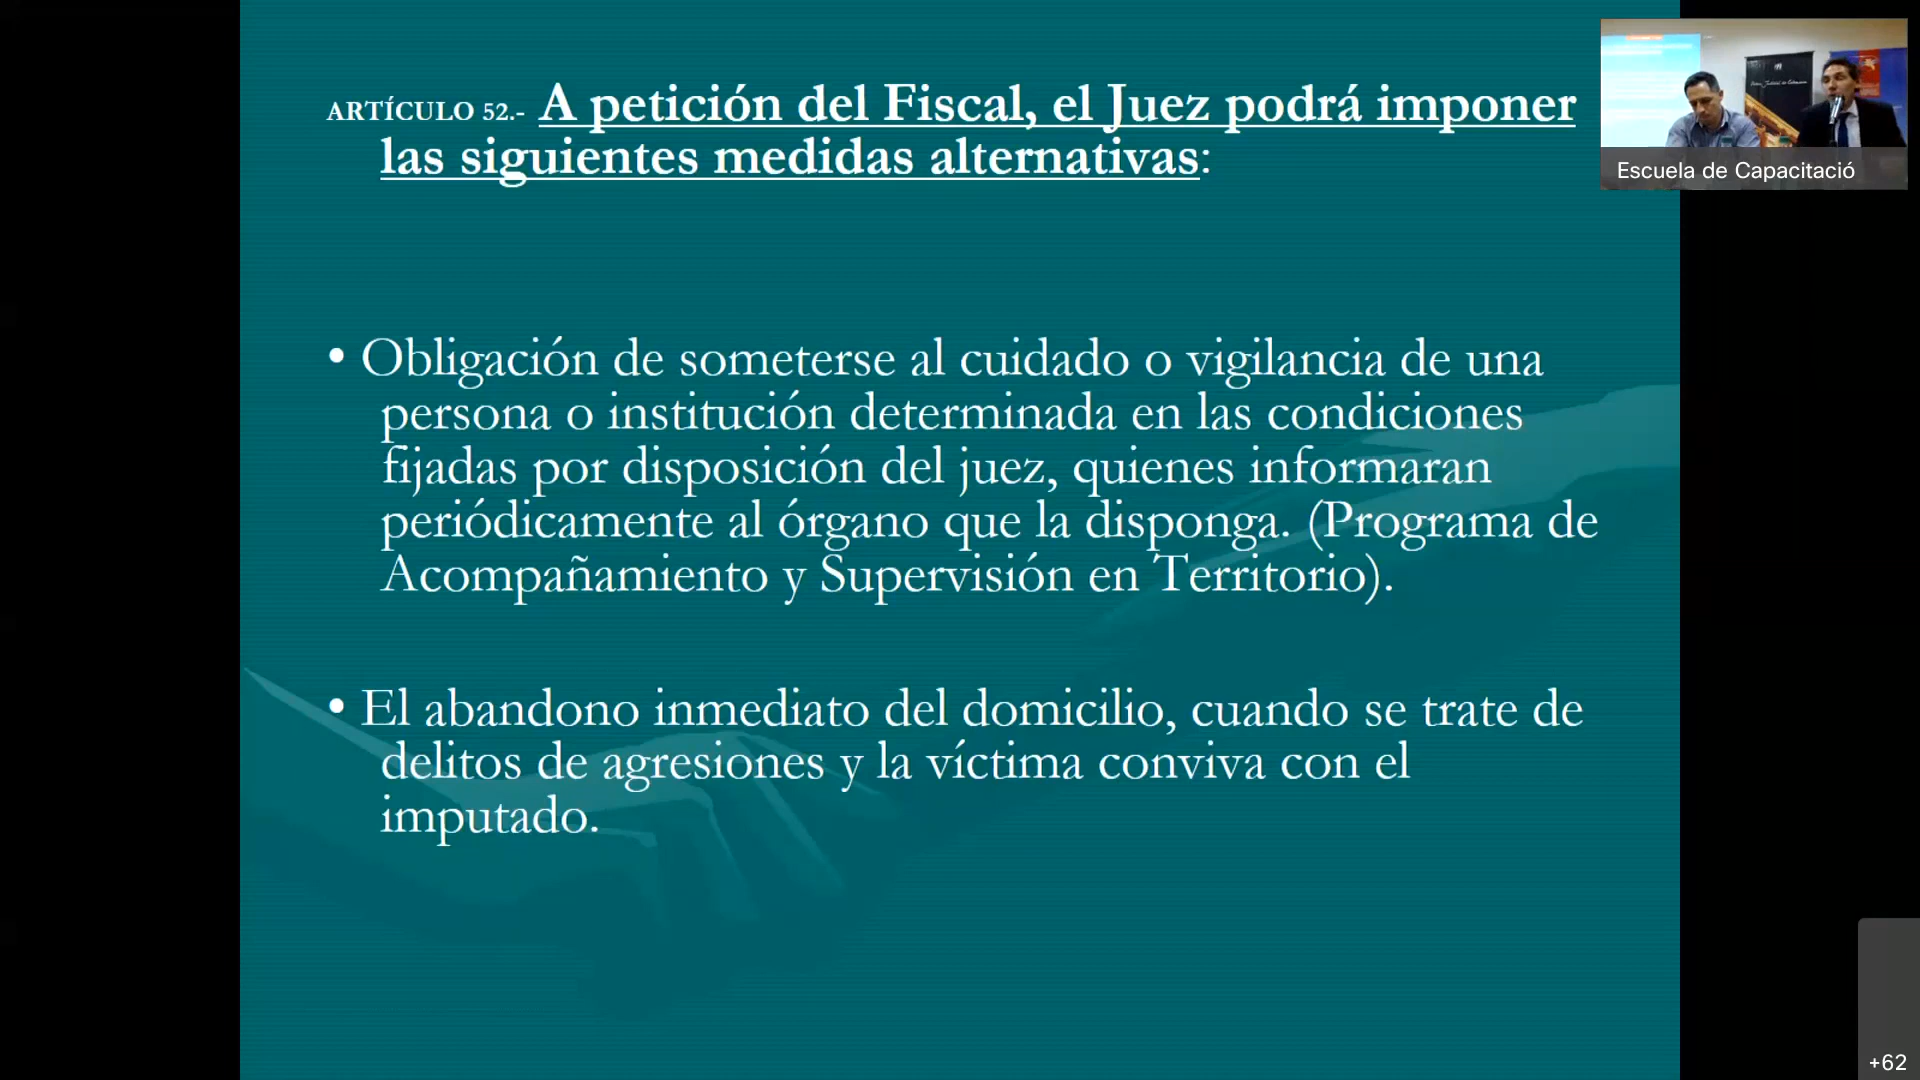 ARTÍCULO 52.- A petición del Fiscal, el Juez podrá imponer
las siguientes medidas alternativas:
• Obligación de someterse al cuidado o vigilancia de una
persona o institución determinada en las condiciones
fijadas por disposición del juez, quienes informaran
periódicamente al órgano que la disponga. (Programa de
Acompañamiento y Supervisión en Territorio).
• El abandono inmediato del domicilio, cuando se trate de
delitos de agresiones y la víctima conviva con el
imputado.
Escuela de Capacitació
+62